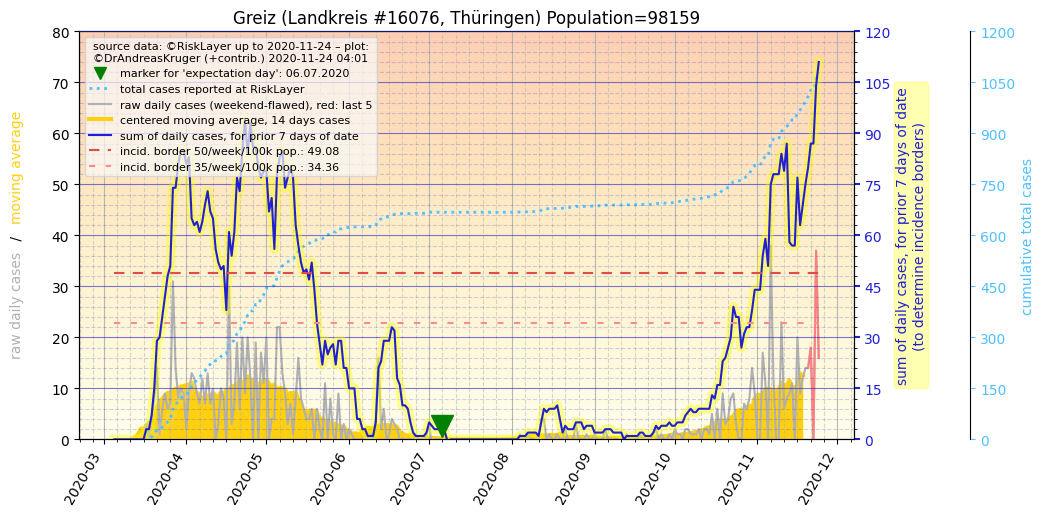 Greiz (Landkreis #16076, Thüringen) Population=98159
source data: ©RiskLayer up to 2020-11-24 – plot:
©DrAndreasKruger (+contrib.) 2020-11-24 04:01
marker for 'expectation day': 06.07.2020
total cases reported at RiskLayer
raw daily cases (weekend-flawed), red: last 5
centered moving average, 14 days cases
sum of daily cases, for prior 7 days of date
incid. border 50/week/100k pop.: 49.08
incid. border 35/week/100k pop.: 34.36
raw daily cases / moving average
80
70
60
50
40
30
20
10
0
120
105
90
75
60
45
30
15
0
sum of daily cases, for prior 7 days of date
(to determine incidence borders)
1200
1050
900
750
600
450
300
150
0
cumulative total cases
2020-03
2020-04
2020-05
2020-06
2020-07
2020-08
2020-09
2020-10
2020-11
2020-12